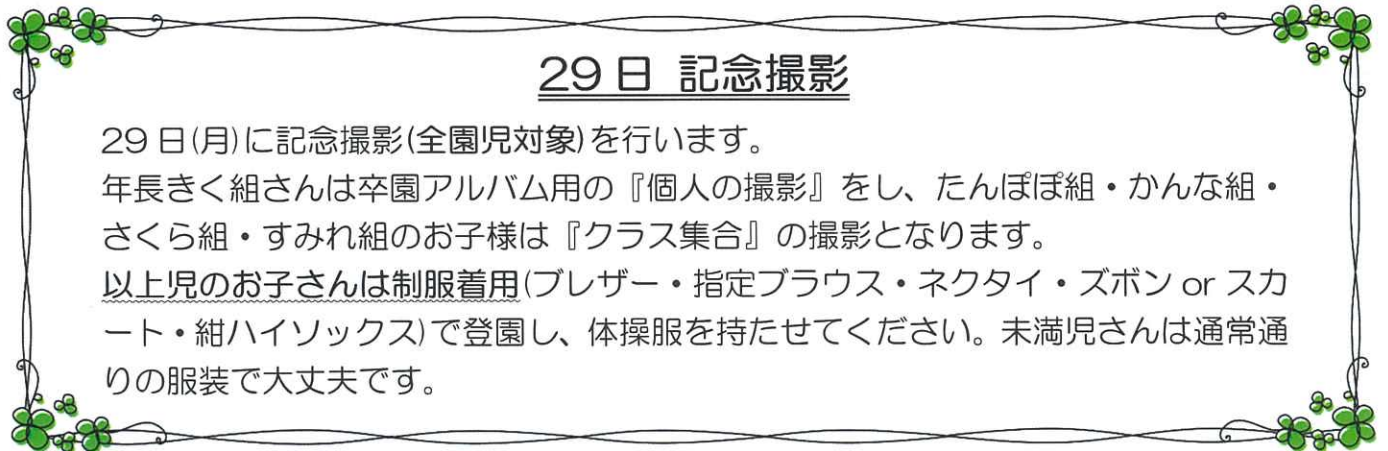 29日 記念撮影
29日(月)に記念撮影(全園児対象)を行います。
年長きく組さんは卒園アルバム用の『個人の撮影』をし、たんぽぽ組・かんな組・
さくら組・すみれ組のお子様は『クラス集合』の撮影となります。
以上児のお子さんは制服着用(ブレザー・指定ブラウス・ネクタイ・ズボン or スカ
ート・紺ハイソックス)で登園し、体操服を持たせてください。未満児さんは通常通
りの服装で大丈夫です。